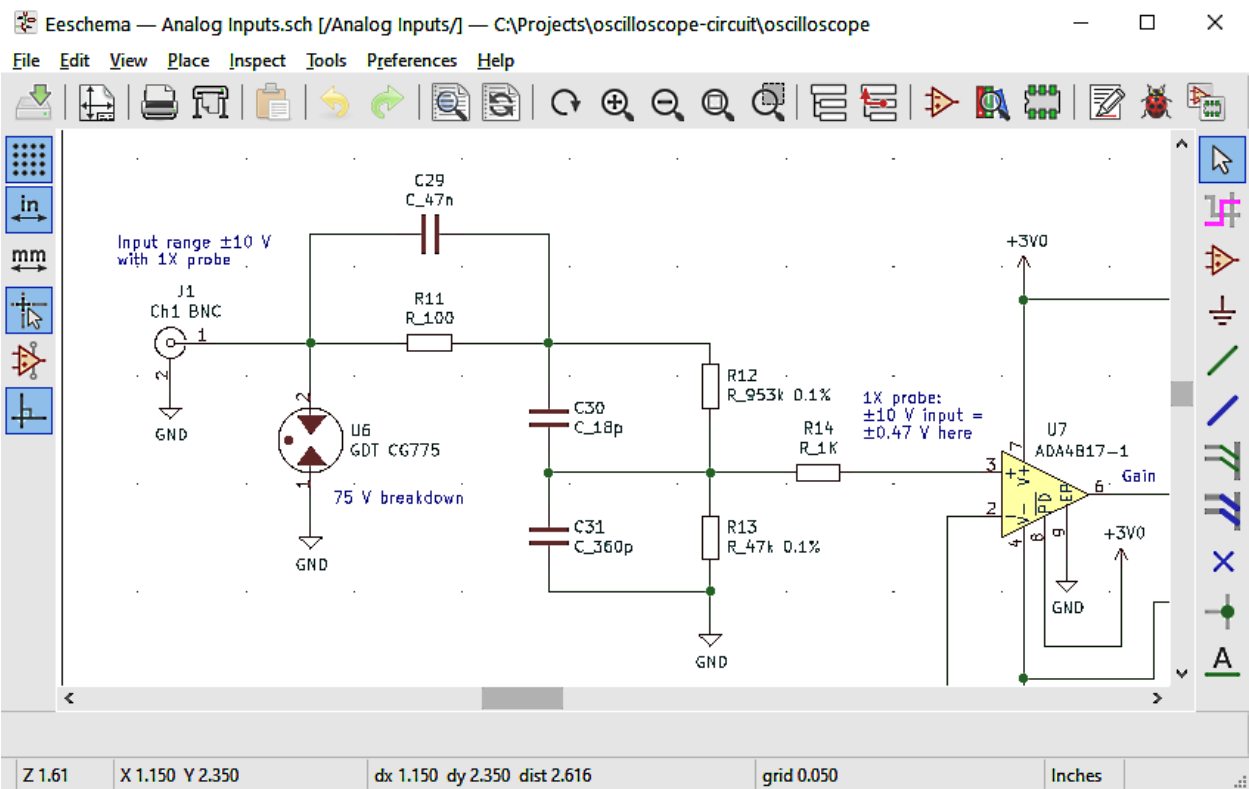 Eeschema — Analog Inputs.sch [/Analog Inputs/] — C:\Projects\oscilloscope-circuit\oscilloscope
File Edit View Place Inspect Tools Preferences Help
in
mm
A
C29
C_47n
Input range ±10 V
with 1X probe
J1
Ch1 BNC
1
2
GND
R11
R_100
2
U6
GDT CG775
1
75 V breakdown
GND
C30
C_18p
C31
C_360p
R12
R_953k 0.1%
R13
R_47k 0.1%
GND
R14
R_1K
1X probe:
±10 V input =
±0.47 V here
+3V0
U7
ADA4817-1
7
3
+
V+
2
V-
PD
FB
6
Gain
4
8
9
+3V0
GND
Z 1.61
X 1.150 Y 2.350
dx 1.150 dy 2.350 dist 2.616
grid 0.050
Inches